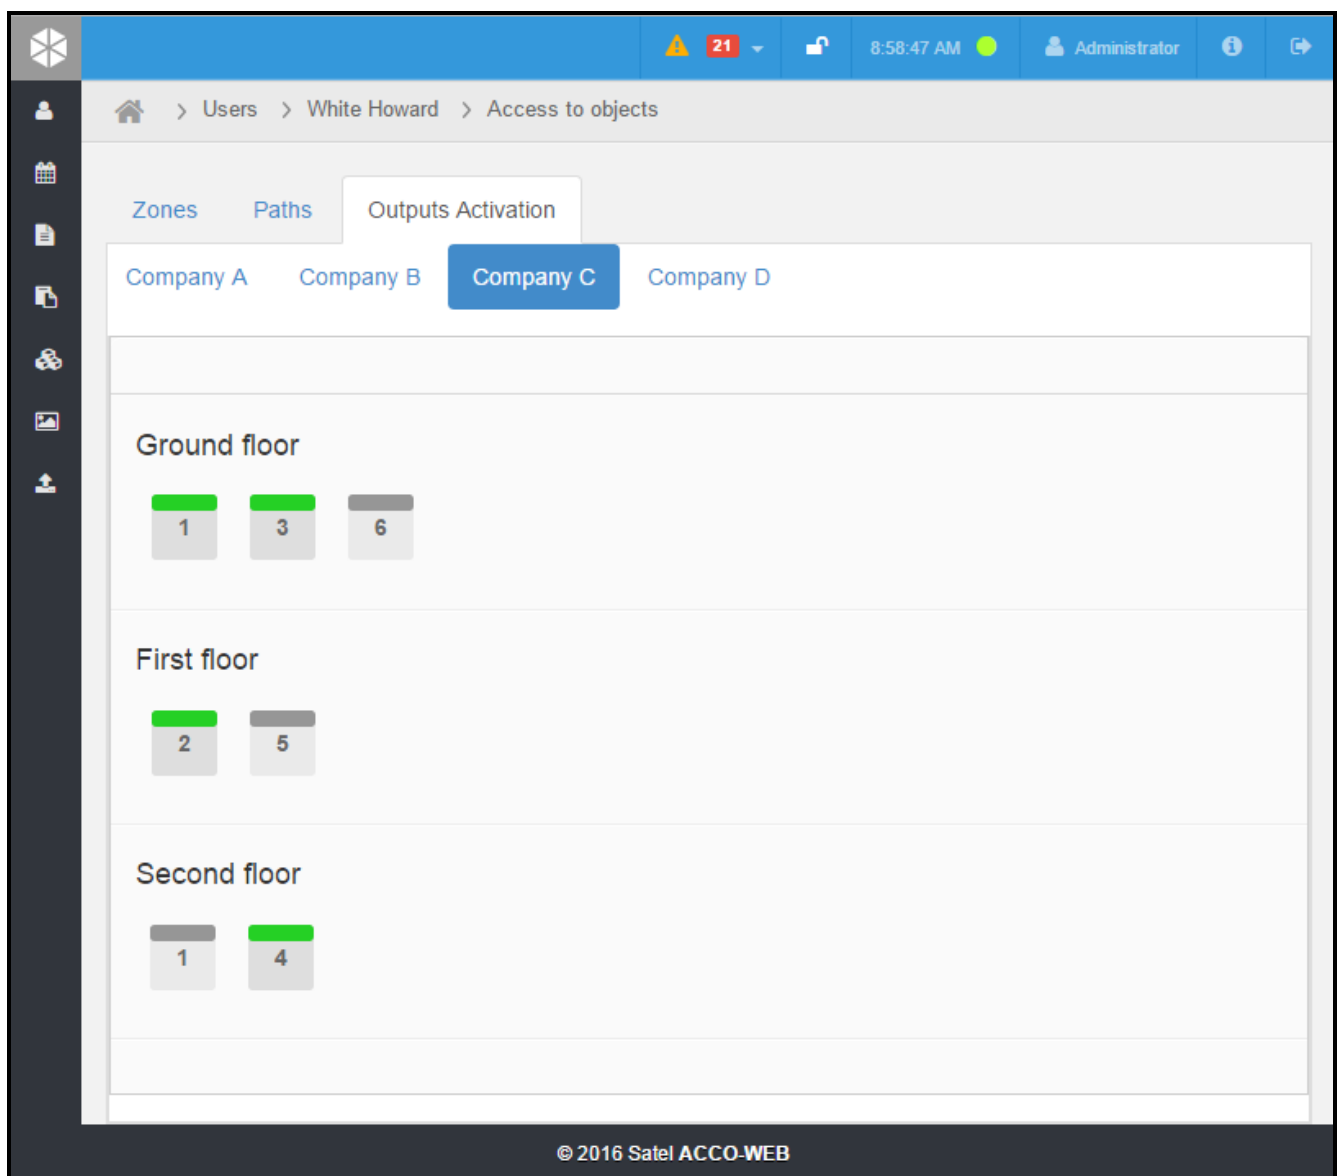 21 8:58:47 AM Administrator
Users > White Howard > Access to objects
Zones Paths Outputs Activation
Company A Company B Company C Company D
Ground floor
1 3 6
First floor
2 5
Second floor
1 4
© 2016 Satel ACCO-WEB